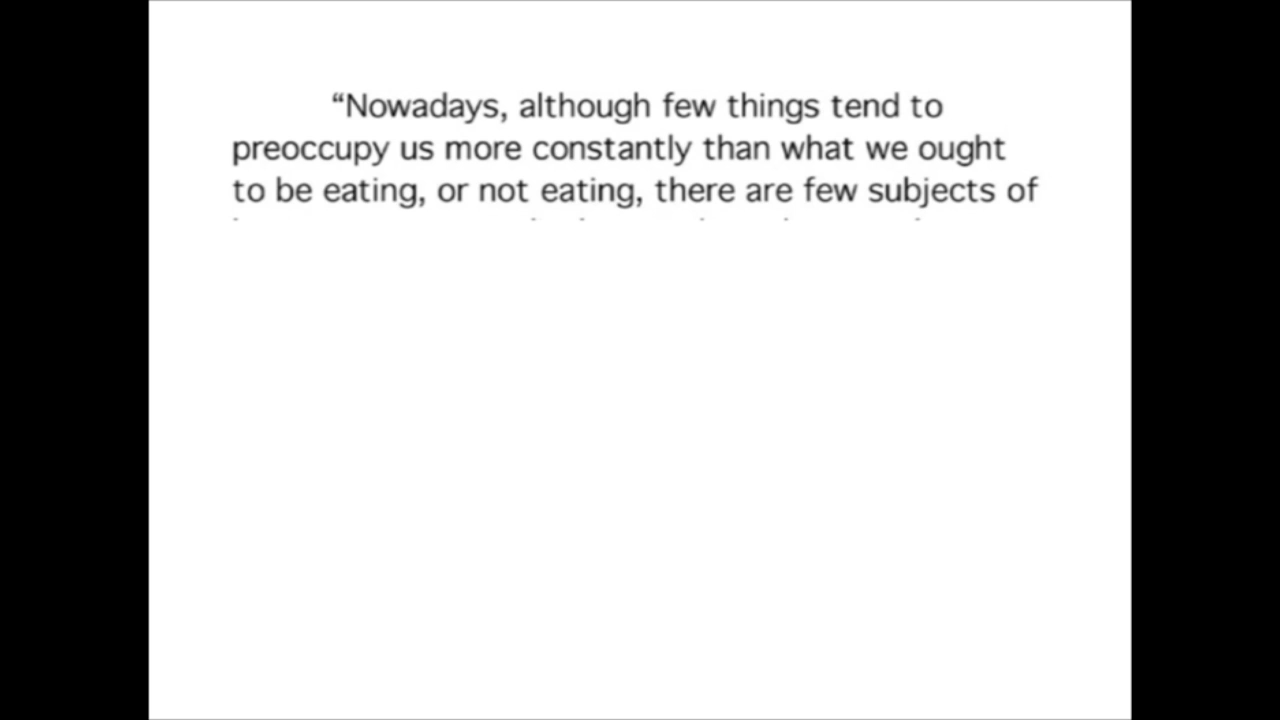 “Nowadays, although few things tend to
preoccupy us more constantly than what we ought
to be eating, or not eating, there are few subjects of